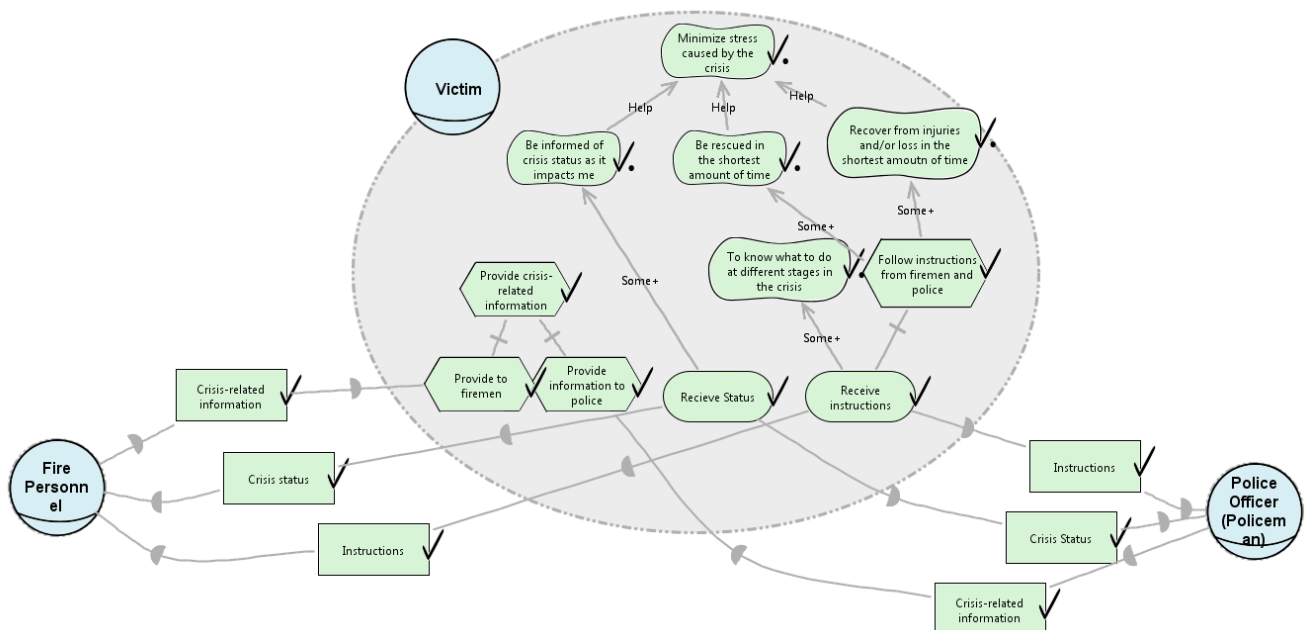 Minimize stress
caused by the
crisis
Victim
Help
Help
Help
Be informed of
crisis status as it
impacts me
Be rescued in
the shortest
amount of time
Recover from injuries
and/or loss in the
shortest amoutn of time
Some+
Some+
Some+
To know what to do
at different stages in
the crisis
Follow instructions
from firemen and
police
Provide crisis-
related
information
Some+
Provide to
firemen
Provide
information to
police
Recieve Status
Receive
instructions
Crisis-related
information
Crisis status
Instructions
Fire
Personn
el
Instructions
Crisis Status
Crisis-related
information
Police
Officer
(Policem
an)